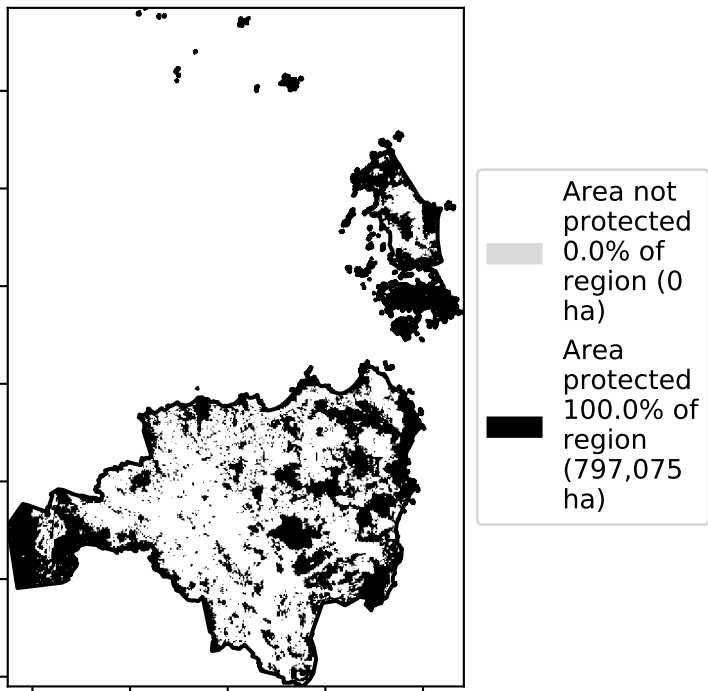 Area not
protected
0.0% of
region (0
ha)
Area
protected
100.0% of
region
(797,075
ha)